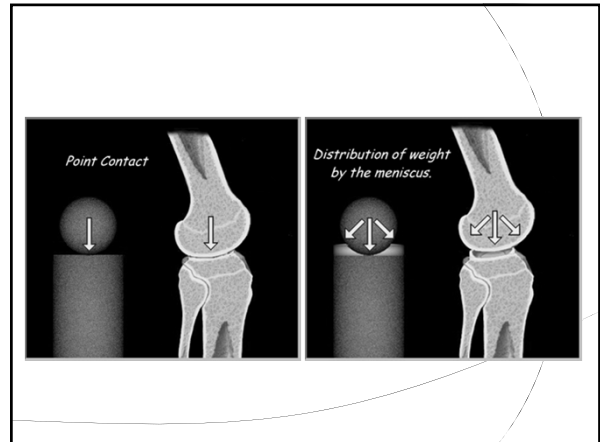 Point Contact
Distribution of weight
by the meniscus.